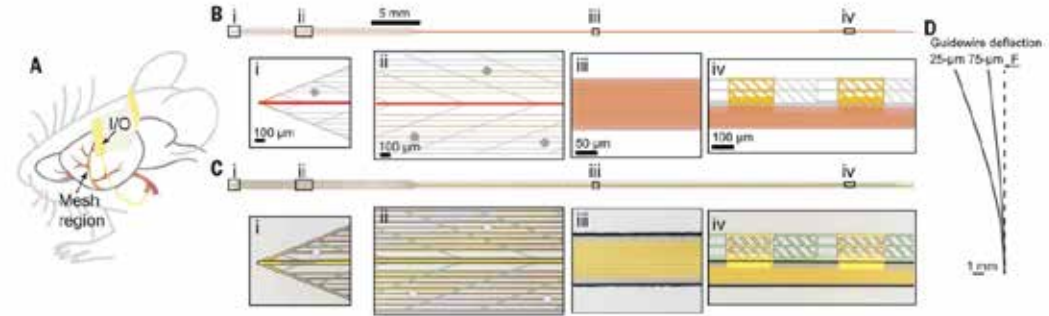 A
I/O
Mesh
region
B
i
ii
5 mm
iii
iv
i
100 µm
ii
100 µm
iii
50 µm
iv
100 µm
C
i
ii
iii
iv
i
ii
iii
iv
D
Guidewire deflection
25-µm 75-µm F
1 mm